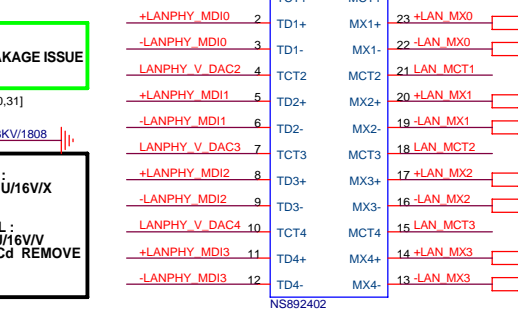 +LANPHY_MDI0 2 TD1+ MX1+ 23 +LAN_MX0
-LANPHY_MDI0 3 TD1- MX1- 22 -LAN_MX0
LANPHY_V_DAC2 4 TCT2 MCT2 21 LAN_MCT1
+LANPHY_MDI1 5 TD2+ MX2+ 20 +LAN_MX1
-LANPHY_MDI1 6 TD2- MX2- 19 -LAN_MX1
LANPHY_V_DAC3 7 TCT3 MCT3 18 LAN_MCT2
+LANPHY_MDI2 8 TD3+ MX3+ 17 +LAN_MX2
-LANPHY_MDI2 9 TD3- MX3- 16 -LAN_MX2
LANPHY_V_DAC4 10 TCT4 MCT4 15 LAN_MCT3
+LANPHY_MDI3 11 TD4+ MX4+ 14 +LAN_MX3
-LANPHY_MDI3 12 TD4- MX4- 13 -LAN_MX3
NS892402
AKAGE ISSUE
0,31]
KV/1808
:
U/16V/X
L :
U/16V/V
Cd REMOVE